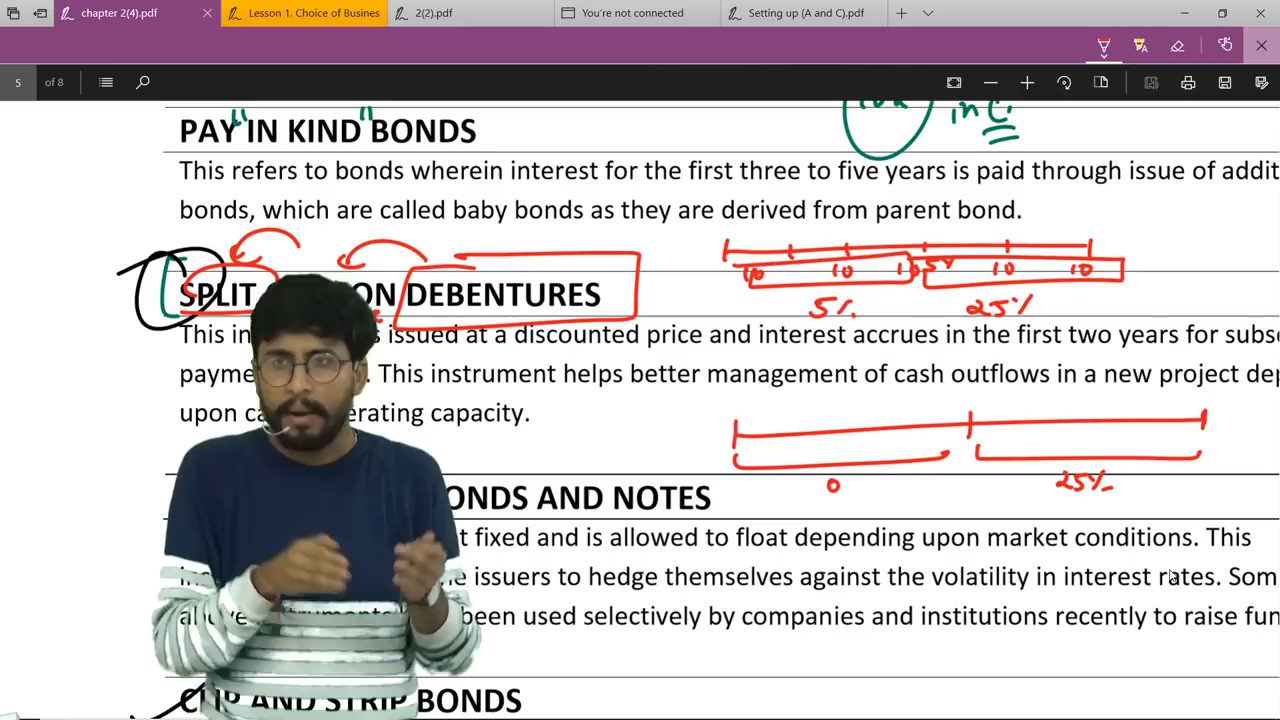 chapter 2(4).pdf
Lesson 1. Choice of Busines
2(2).pdf
You're not connected
Setting up (A and C).pdf
5 of 8
in
PAY "IN KIND" BONDS
This refers to bonds wherein interest for the first three to five years is paid through issue of addit
bonds, which are called baby bonds as they are derived from parent bond.
10 10 10 10
5% 25%
SPLIT ON DEBENTURES
This in issued at a discounted price and interest accrues in the first two years for subse
payme . This instrument helps better management of cash outflows in a new project dep
upon ca erating capacity.
0 25%
ONDS AND NOTES
t fixed and is allowed to float depending upon market conditions. This
in e issuers to hedge themselves against the volatility in interest rates. Som
above been used selectively by companies and institutions recently to raise fun
CLIP AND STRIP BONDS